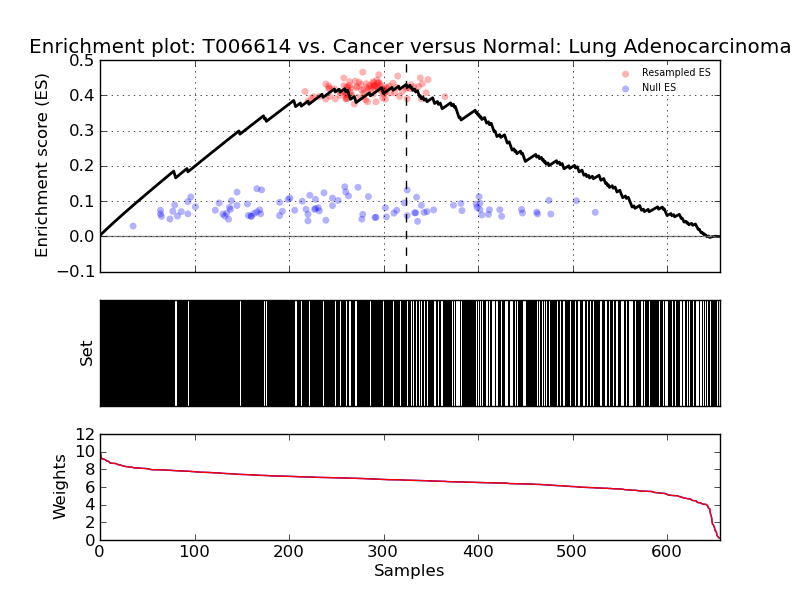 Enrichment plot: T006614 vs. Cancer versus Normal: Lung Adenocarcinoma
0.5
0.4
0.3
0.2
0.1
0.0
−0.1
Enrichment score (ES)
Resampled ES
Null ES
Set
12
10
8
6
4
2
0
Weights
0 100 200 300 400 500 600
Samples